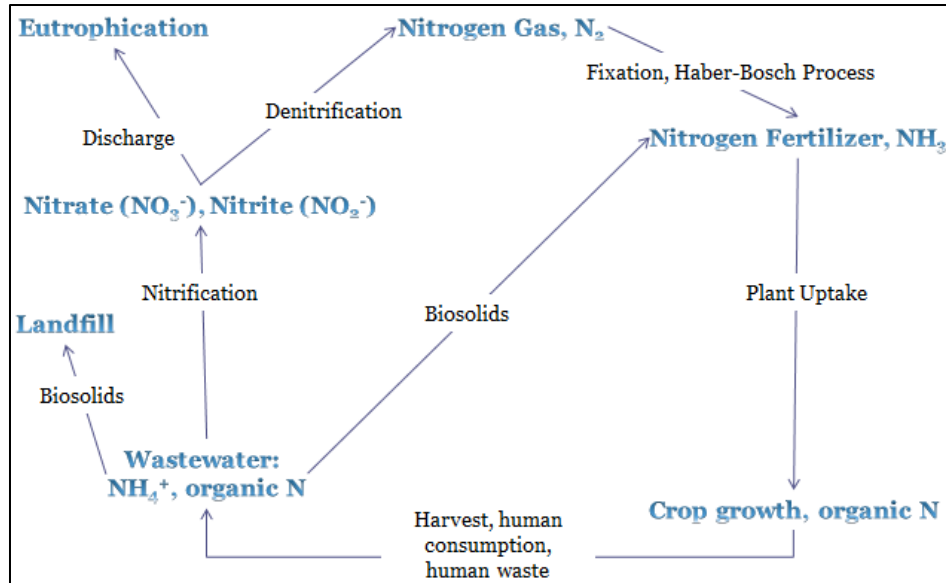 Eutrophication
Nitrogen Gas, N₂
Fixation, Haber-Bosch Process
Denitrification
Discharge
Nitrogen Fertilizer, NH₃
Nitrate (NO₃⁻), Nitrite (NO₂⁻)
Nitrification
Biosolids
Plant Uptake
Landfill
Biosolids
Wastewater:
NH₄⁺, organic N
Crop growth, organic N
Harvest, human
consumption,
human waste